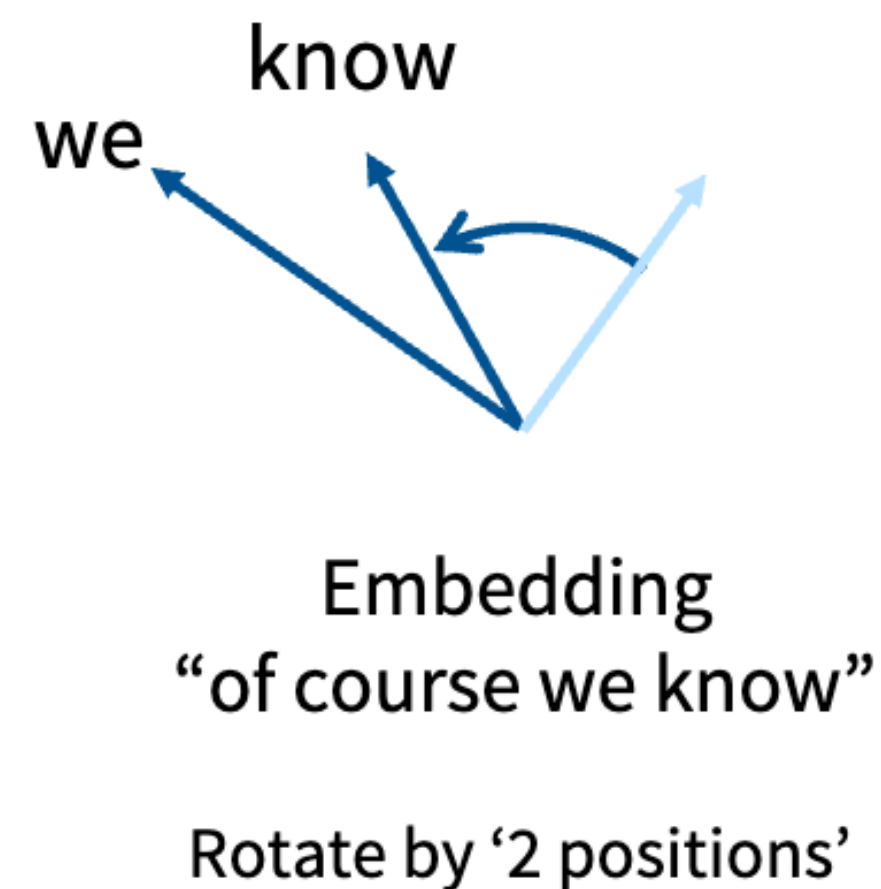 know
we
Embedding
“of course we know”
Rotate by ‘2 positions’